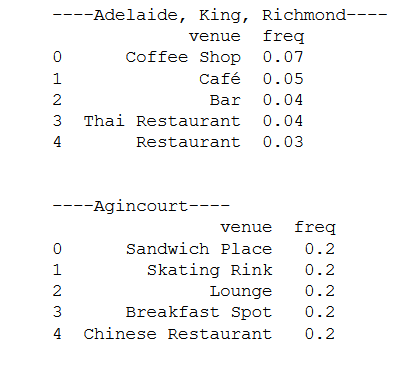 ----Adelaide, King, Richmond----
venue freq
0 Coffee Shop 0.07
1 Café 0.05
2 Bar 0.04
3 Thai Restaurant 0.04
4 Restaurant 0.03
----Agincourt----
venue freq
0 Sandwich Place 0.2
1 Skating Rink 0.2
2 Lounge 0.2
3 Breakfast Spot 0.2
4 Chinese Restaurant 0.2